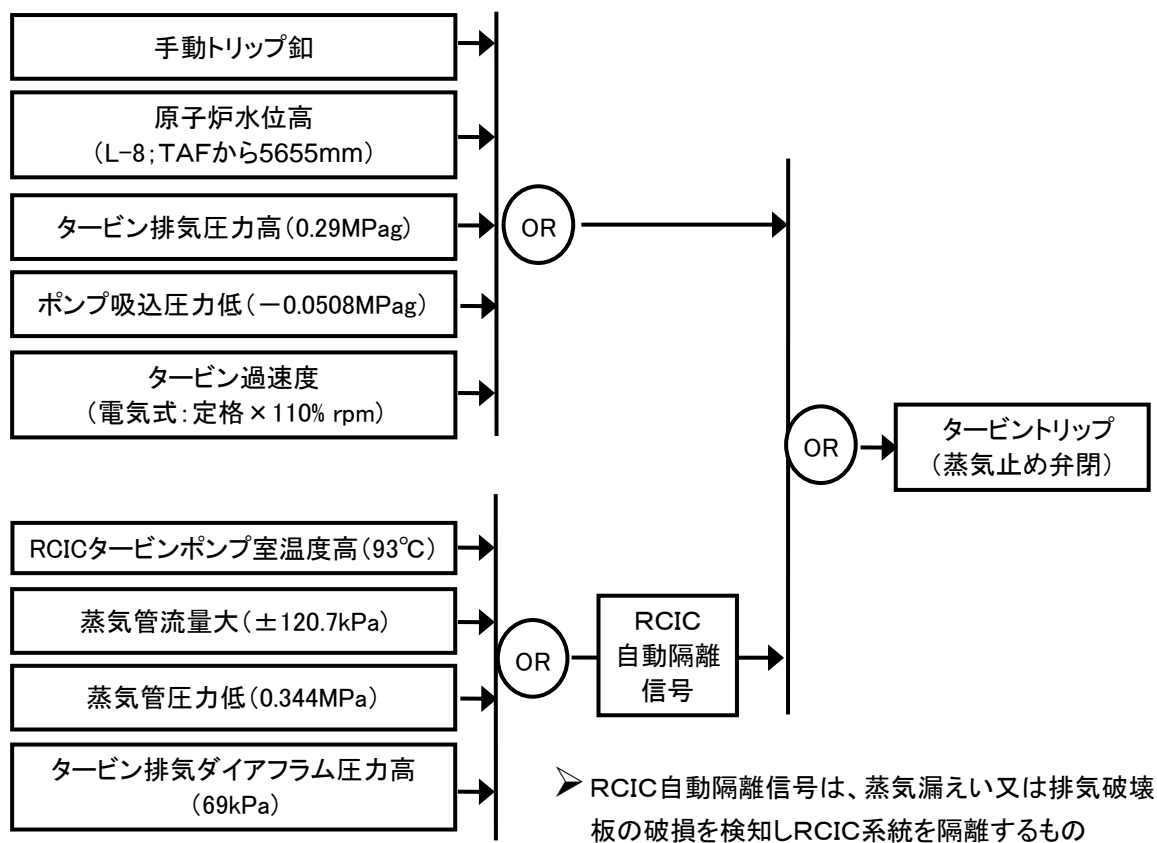 手動トリップ釦
原子炉水位高
(L-8;TAFから5655mm)
タービン排気圧力高(0.29MPag)
ポンプ吸込圧力低(-0.0508MPag)
タービン過速度
(電気式:定格×110% rpm)
OR
OR
タービントリップ
(蒸気止め弁閉)
RCICタービンポンプ室温度高(93℃)
蒸気管流量大(±120.7kPa)
蒸気管圧力低(0.344MPa)
タービン排気ダイアフラム圧力高
(69kPa)
OR
RCIC
自動隔離
信号
➢RCIC自動隔離信号は、蒸気漏えい又は排気破壊
板の破損を検知しRCIC系統を隔離するもの